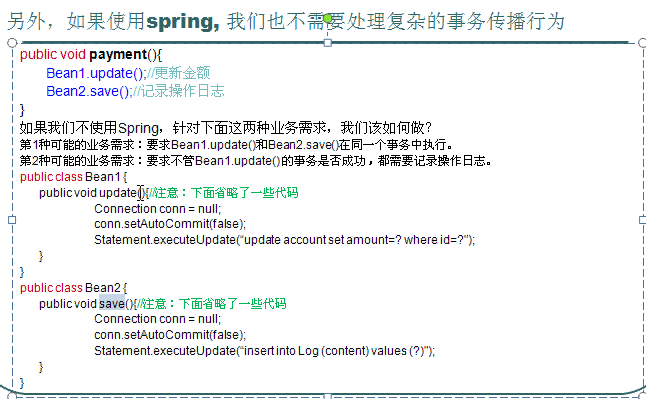 另外，如果使用spring, 我们也不需要处理复杂的事务传播行为
public void payment(){
Bean1.update();//更新金额
Bean2.save();//记录操作日志
}
如果我们不使用Spring，针对下面这两种业务需求，我们该如何做？
第1种可能的业务需求：要求Bean1.update()和Bean2.save()在同一个事务中执行。
第2种可能的业务需求：要求不管Bean1.update()的事务是否成功，都需要记录操作日志。
public class Bean1 {
public void update(){//注意：下面省略了一些代码
Connection conn = null;
conn.setAutoCommit(false);
Statement.executeUpdate(“update account set amount=? where id=?");
}
}
public class Bean2 {
public void save(){//注意：下面省略了一些代码
Connection conn = null;
conn.setAutoCommit(false);
Statement.executeUpdate(“insert into Log (content) values (?)");
}
}